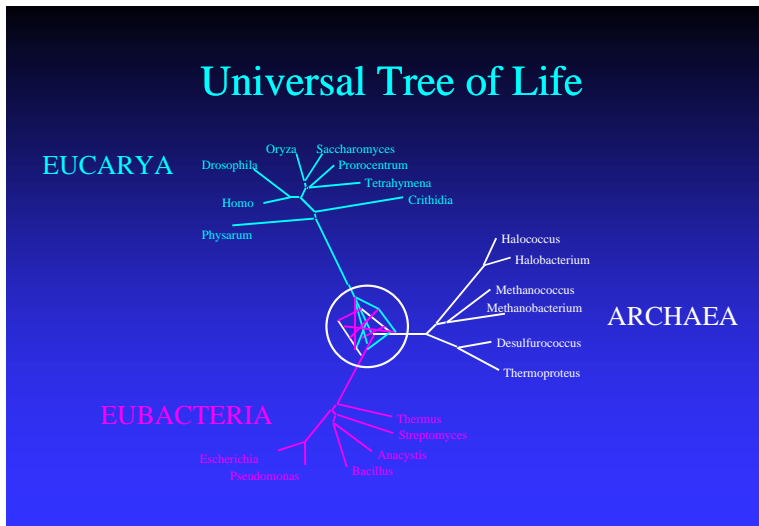 Universal Tree of Life
EUCARYA
Oryza
Saccharomyces
Drosophila
Prorocentrum
Tetrahymena
Homo
Crithidia
Physarum
Halococcus
Halobacterium
Methanococcus
Methanobacterium
ARCHAEA
Desulfurococcus
Thermoproteus
EUBACTERIA
Thermus
Streptomyces
Escherichia
Anacystis
Pseudomonas
Bacillus